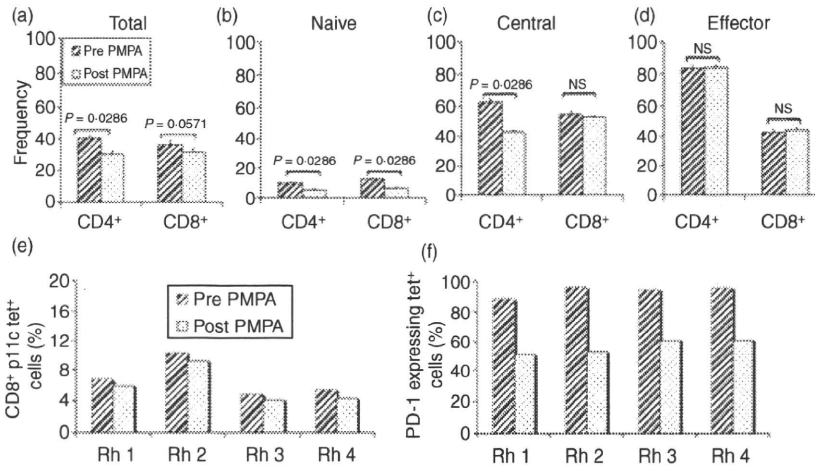 (a) Total
(b) Naive
(c) Central
(d) Effector
100
80
60
40
20
0
Frequency
Pre PMPA
Post PMPA
P = 0·0286
P = 0·0571
CD4+ CD8+
100
80
60
40
20
0
P = 0·0286
P = 0·0286
CD4+ CD8+
100
80
60
40
20
0
P = 0·0286
NS
CD4+ CD8+
100
80
60
40
20
0
NS
NS
CD4+ CD8+
(e)
20
16
12
8
4
0
CD8+ p11c tet+
cells (%)
Pre PMPA
Post PMPA
Rh 1 Rh 2 Rh 3 Rh 4
(f)
100
80
60
40
20
0
PD-1 expressing tet+
cells (%)
Rh 1 Rh 2 Rh 3 Rh 4